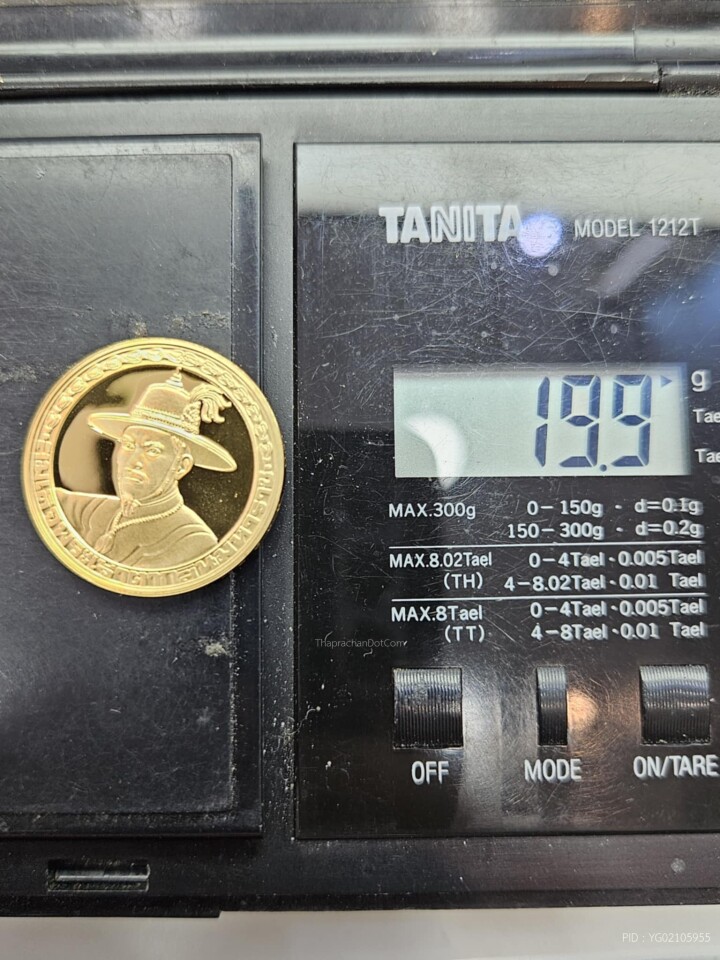 TANITA MODEL 1212T
19.9 g
Tae
Tae
MAX.300g 0-150g · d=0.1g
150-300g · d=0.2g
MAX.8.02Tael 0-4Tael·0.005Tael
(TH) 4-8.02Tael·0.01 Tael
MAX.8Tael 0-4Tael·0.005Tael
(TT) 4-8Tael·0.01 Tael
ThaprachanDotCom
OFF MODE ON/TARE
PID : YG02105955